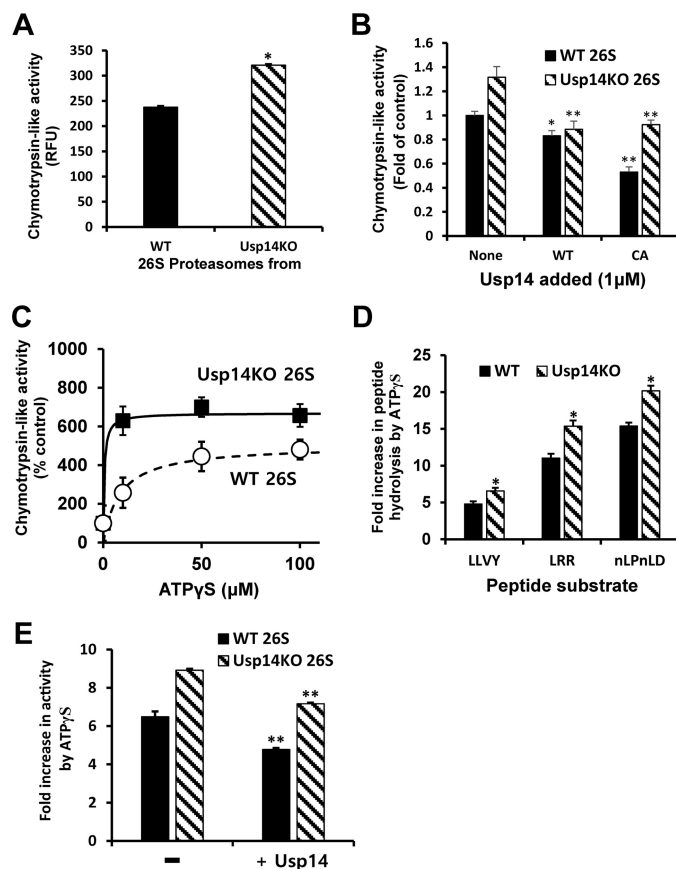 A
Chymotrypsin-like activity
(RFU)
350
300
250
200
150
100
50
0
*
WT
Usp14KO
26S Proteasomes from
B
Chymotrypsin-like activity
(Fold of control)
1.6
1.4
1.2
1
0.8
0.6
0.4
0.2
0
WT 26S
Usp14KO 26S
*
**
**
**
None
WT
CA
Usp14 added (1μM)
C
Chymotrypsin-like activity
(% control)
1000
800
600
400
200
0
Usp14KO 26S
WT 26S
0
50
100
ATPγS (μM)
D
Fold increase in peptide
hydrolysis by ATPγS
25
20
15
10
5
0
WT
Usp14KO
*
*
*
LLVY
LRR
nLPnLD
Peptide substrate
E
Fold increase in activity
by ATPγS
10
8
6
4
2
0
WT 26S
Usp14KO 26S
**
**
-
+ Usp14